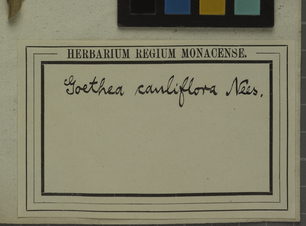 HERBARIUM REGIUM MONACENSE.
Goethea cauliflora Nees.